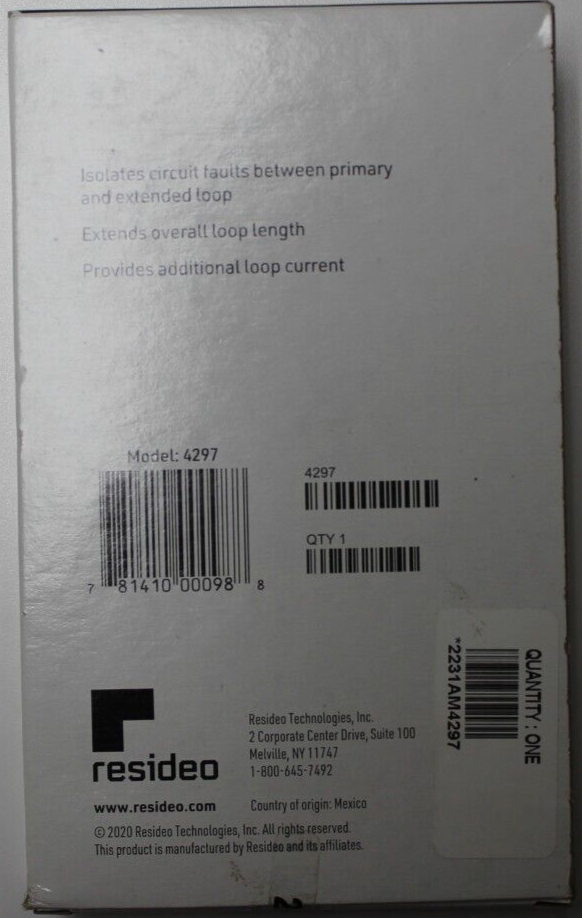 Isolates circuit faults between primary
and extended loop
Extends overall loop length
Provides additional loop current
Model: 4297
7 81410 00098 8
4297
QTY 1
QUANTITY: ONE
*2231AM4297
resideo
www.resideo.com
Resideo Technologies, Inc.
2 Corporate Center Drive, Suite 100
Melville, NY 11747
1-800-645-7492
Country of origin: Mexico
© 2020 Resideo Technologies, Inc. All rights reserved.
This product is manufactured by Resideo and its affiliates.
2